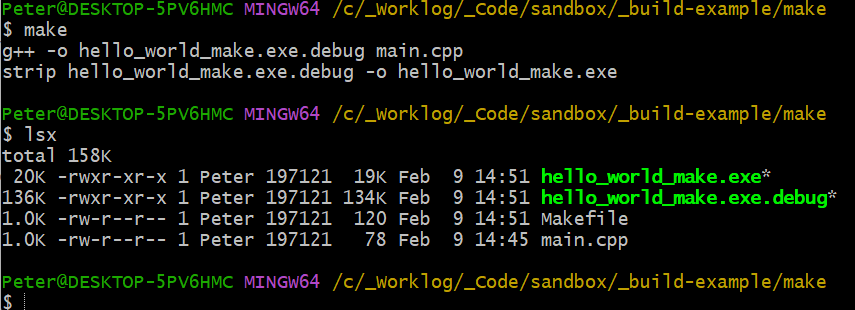 Peter@DESKTOP-5PV6HMC MINGW64 /c/_Worklog/_Code/sandbox/_build-example/make
$ make
g++ -o hello_world_make.exe.debug main.cpp
strip hello_world_make.exe.debug -o hello_world_make.exe
Peter@DESKTOP-5PV6HMC MINGW64 /c/_Worklog/_Code/sandbox/_build-example/make
$ lsx
total 158K
20K -rwxr-xr-x 1 Peter 197121  19K Feb  9 14:51 hello_world_make.exe*
136K -rwxr-xr-x 1 Peter 197121 134K Feb  9 14:51 hello_world_make.exe.debug*
1.0K -rw-r--r-- 1 Peter 197121  120 Feb  9 14:51 Makefile
1.0K -rw-r--r-- 1 Peter 197121   78 Feb  9 14:45 main.cpp
Peter@DESKTOP-5PV6HMC MINGW64 /c/_Worklog/_Code/sandbox/_build-example/make
$